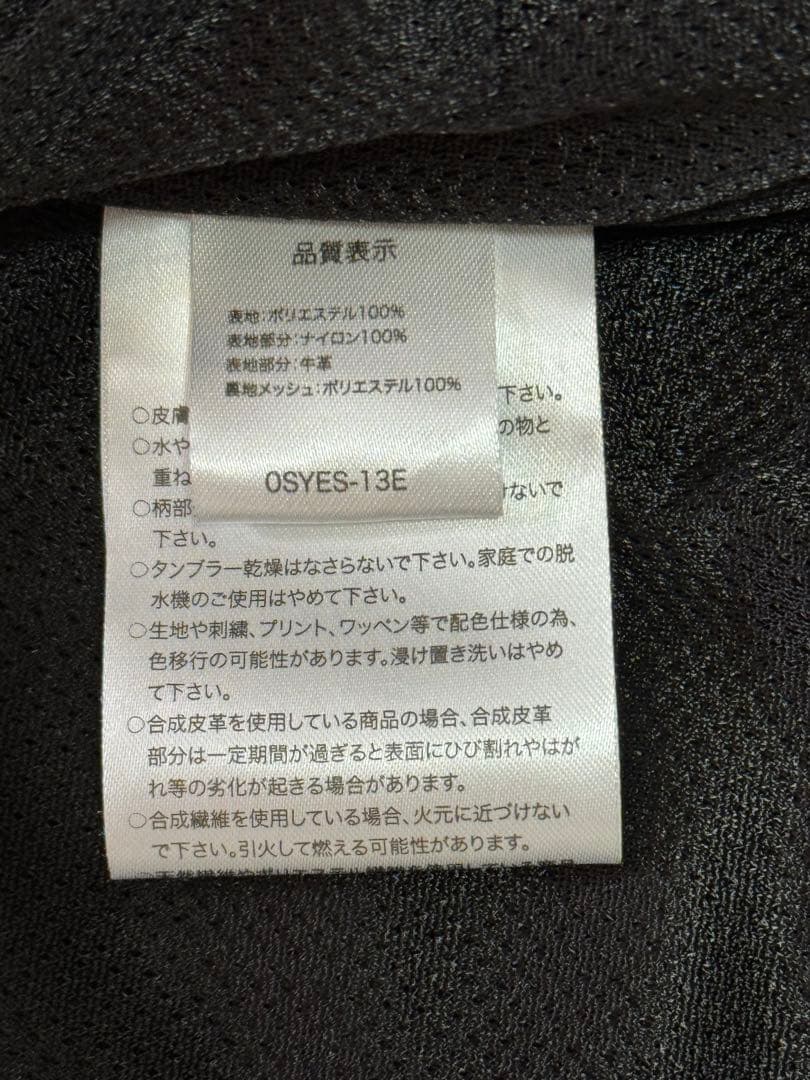 品質表示
表地：ポリエステル100%
表地部分：ナイロン100%
表地部分：牛革
裏地メッシュ：ポリエステル100%
0SYES-13E
下さい。
○皮膚
の物と
○水や
重ね
けないで
○柄部
下さい。
○タンブラー乾燥はなさらないで下さい。家庭での脱
水機のご使用はやめて下さい。
○生地や刺繍、プリント、ワッペン等で配色仕様の為、
色移行の可能性があります。浸け置き洗いはやめ
て下さい。
○合成皮革を使用している商品の場合、合成皮革
部分は一定期間が過ぎると表面にひび割れやはが
れ等の劣化が起きる場合があります。
○合成繊維を使用している場合、火元に近づけない
で下さい。引火して燃える可能性があります。